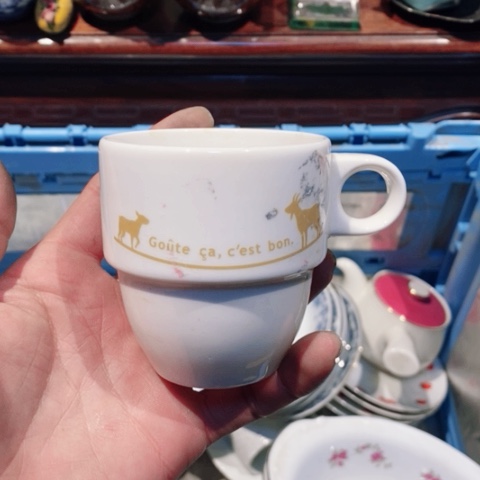 Goûte ça, c'est bon.